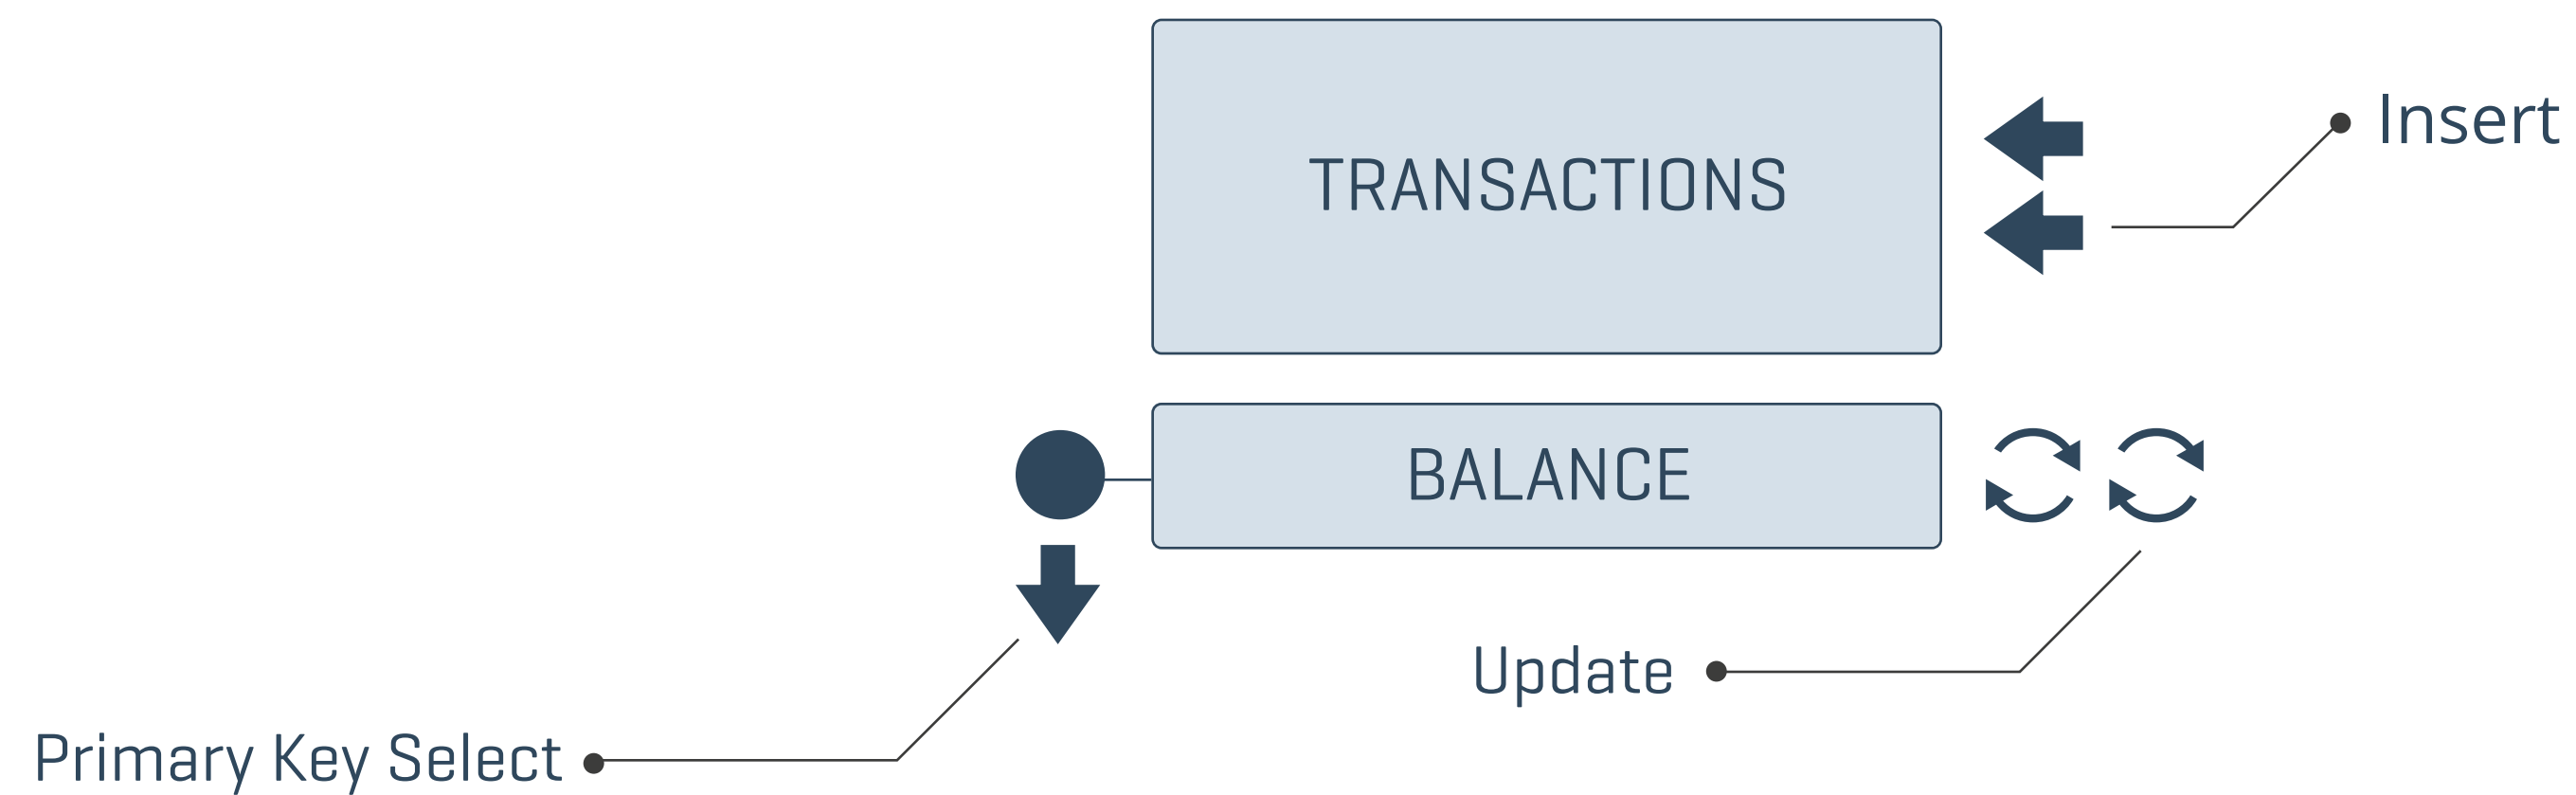 Insert
TRANSACTIONS
BALANCE
Update
Primary Key Select